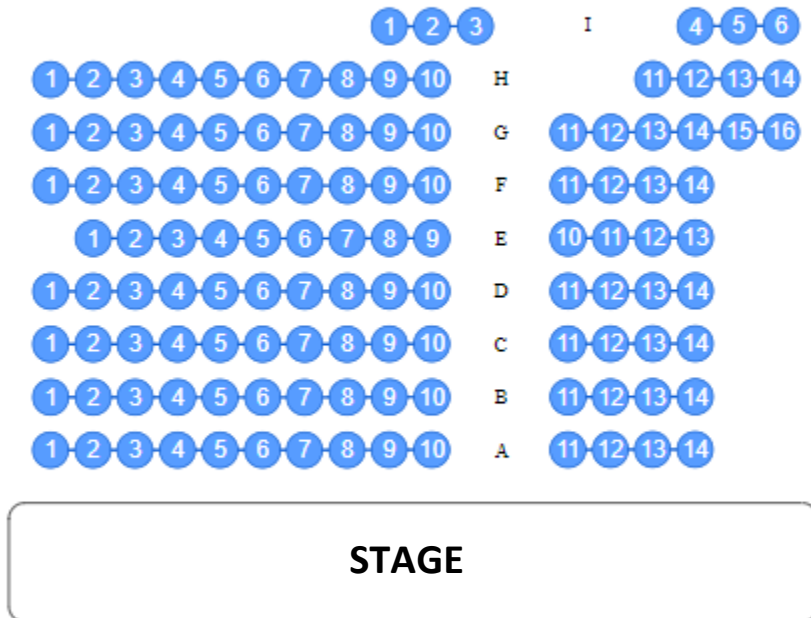 1 2 3 I 4 5 6
1 2 3 4 5 6 7 8 9 10 H 11 12 13 14
1 2 3 4 5 6 7 8 9 10 G 11 12 13 14 15 16
1 2 3 4 5 6 7 8 9 10 F 11 12 13 14
1 2 3 4 5 6 7 8 9 E 10 11 12 13
1 2 3 4 5 6 7 8 9 10 D 11 12 13 14
1 2 3 4 5 6 7 8 9 10 C 11 12 13 14
1 2 3 4 5 6 7 8 9 10 B 11 12 13 14
1 2 3 4 5 6 7 8 9 10 A 11 12 13 14
STAGE